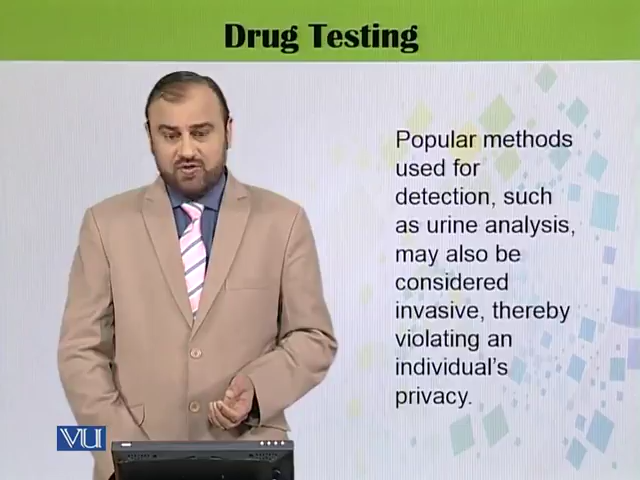 Drug Testing
Popular methods
used for
detection, such
as urine analysis,
may also be
considered
invasive, thereby
violating an
individual's
privacy.
VU